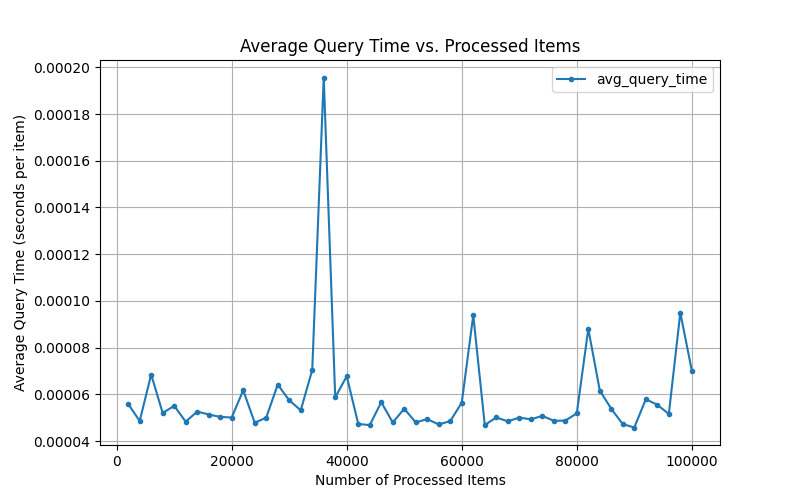 Average Query Time vs. Processed Items
avg_query_time
Average Query Time (seconds per item)
0.00020
0.00018
0.00016
0.00014
0.00012
0.00010
0.00008
0.00006
0.00004
0 20000 40000 60000 80000 100000
Number of Processed Items